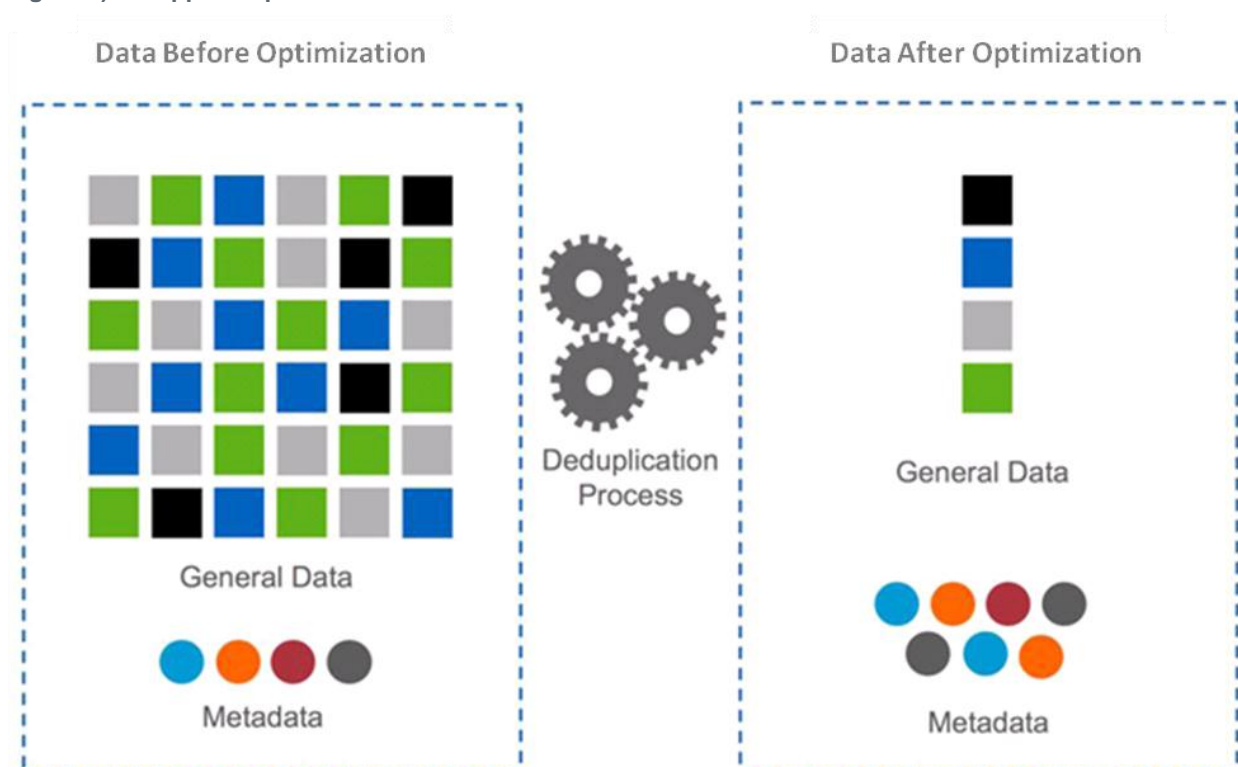 Data Before Optimization
Data After Optimization
Deduplication
Process
General Data
General Data
Metadata
Metadata